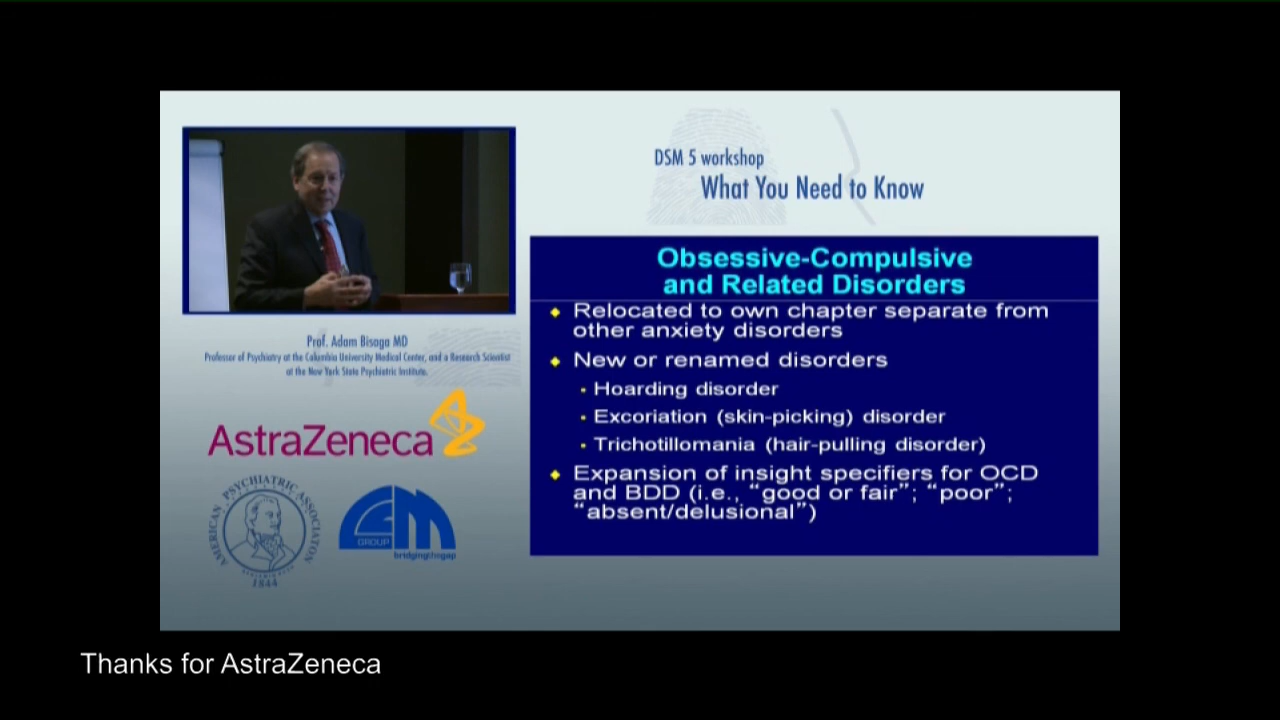 DSM 5 workshop
What You Need to Know
Prof. Adam Bisaga MD
Professor of Psychiatry at the Columbia University Medical Center, and a Research Scientist
at the New York State Psychiatric Institute.
AstraZeneca
AMERICAN PSYCHIATRIC ASSOCIATION
1844
GROUP
bridgingthegap
Obsessive-Compulsive
and Related Disorders
Relocated to own chapter separate from
other anxiety disorders
New or renamed disorders
Hoarding disorder
Excoriation (skin-picking) disorder
Trichotillomania (hair-pulling disorder)
Expansion of insight specifiers for OCD
and BDD (i.e., “good or fair”; “poor”;
“absent/delusional”)
Thanks for AstraZeneca